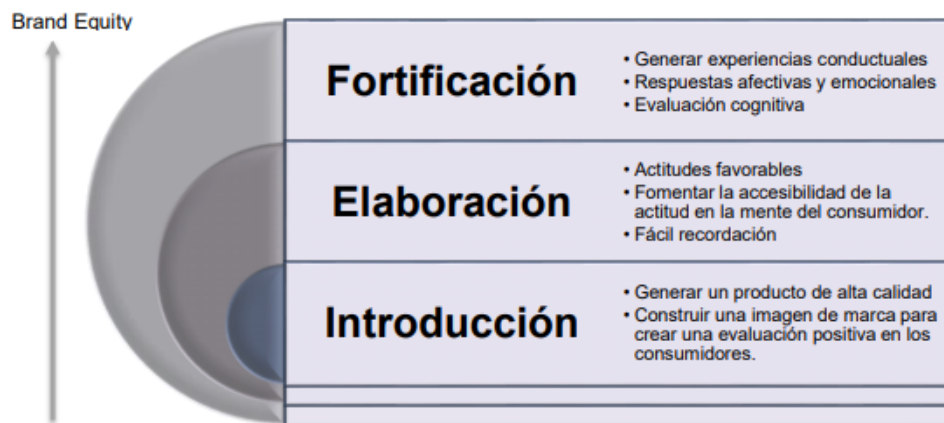 Brand Equity
Fortificación
• Generar experiencias conductuales
• Respuestas afectivas y emocionales
• Evaluación cognitiva
Elaboración
• Actitudes favorables
• Fomentar la accesibilidad de la
actitud en la mente del consumidor.
• Fácil recordación
Introducción
• Generar un producto de alta calidad
• Construir una imagen de marca para
crear una evaluación positiva en los
consumidores.